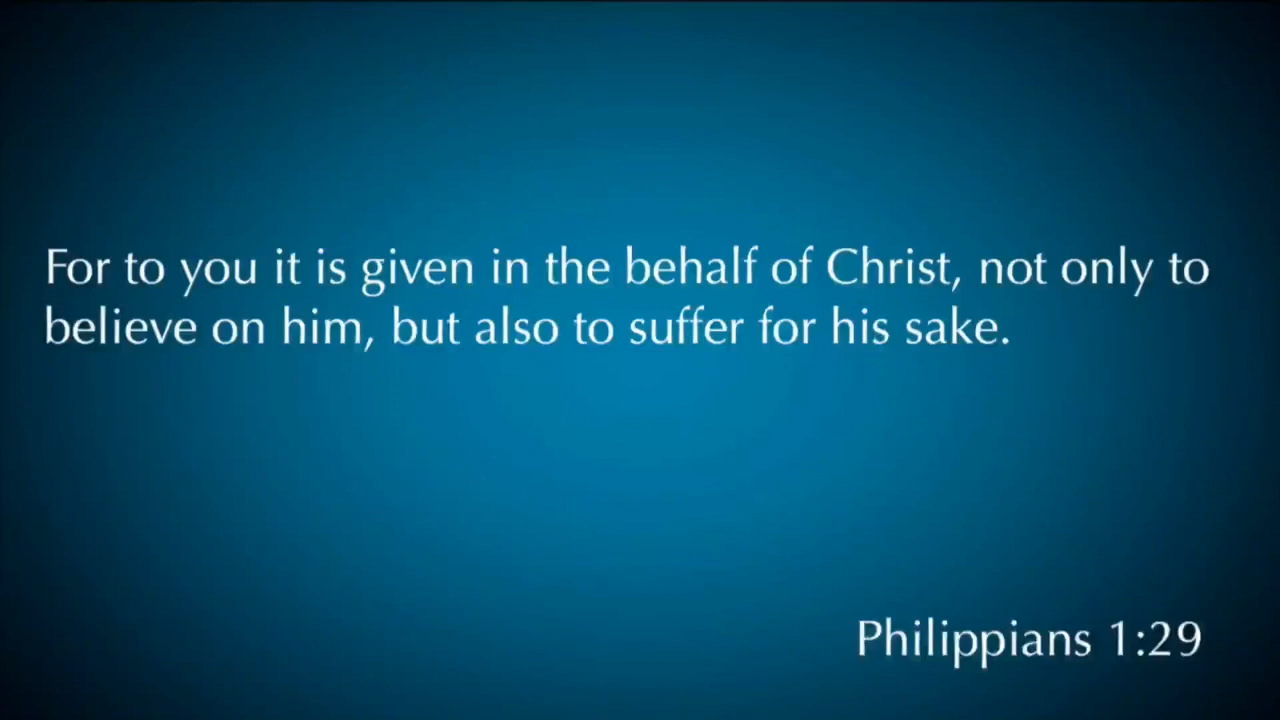 For to you it is given in the behalf of Christ, not only to
believe on him, but also to suffer for his sake.
Philippians 1:29